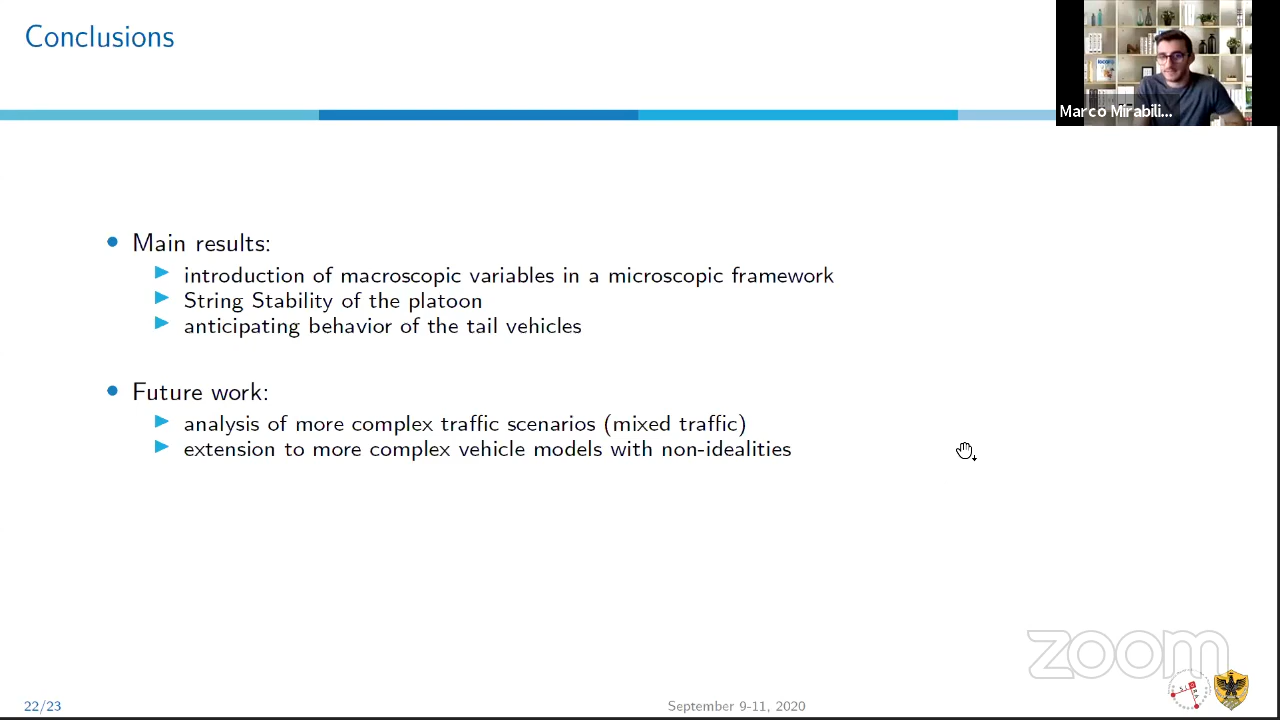 Conclusions
Marco Mirabili...
Main results:
introduction of macroscopic variables in a microscopic framework
String Stability of the platoon
anticipating behavior of the tail vehicles
Future work:
analysis of more complex traffic scenarios (mixed traffic)
extension to more complex vehicle models with non-idealities
zoom
22/23
September 9-11, 2020